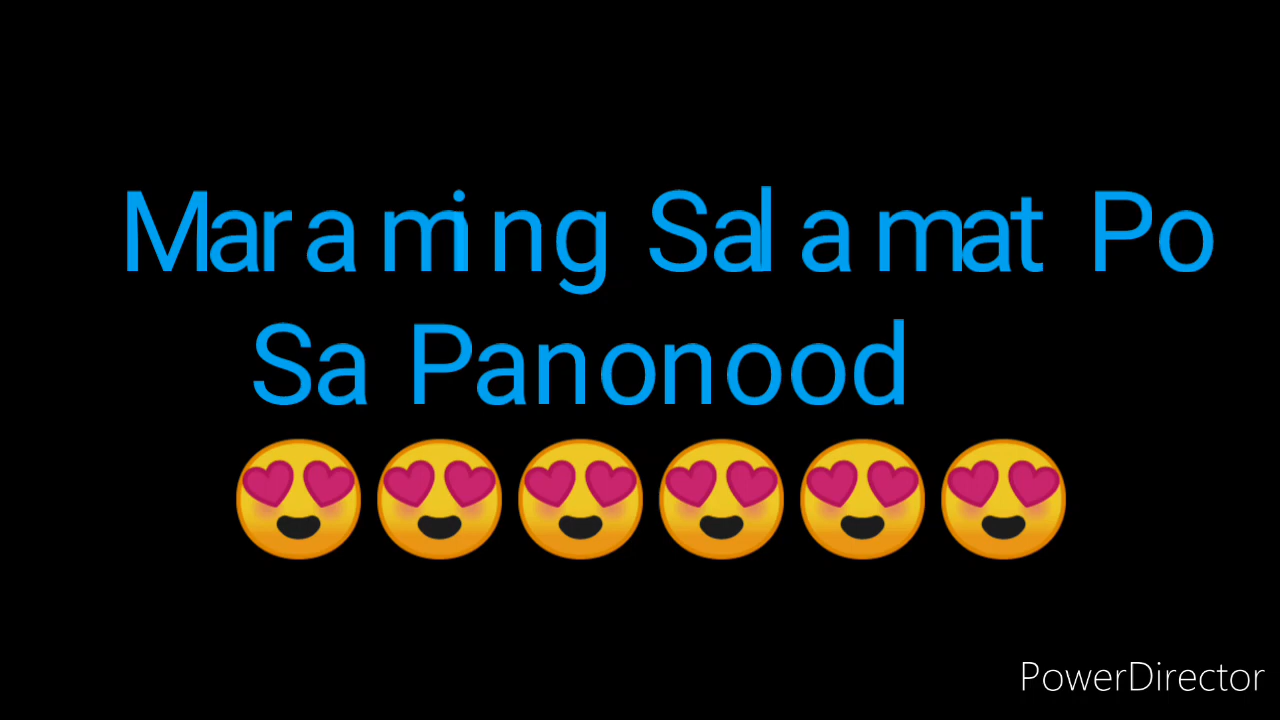 Maraming Salamat Po
Sa Panonood
😍😍😍😍😍😍
PowerDirector